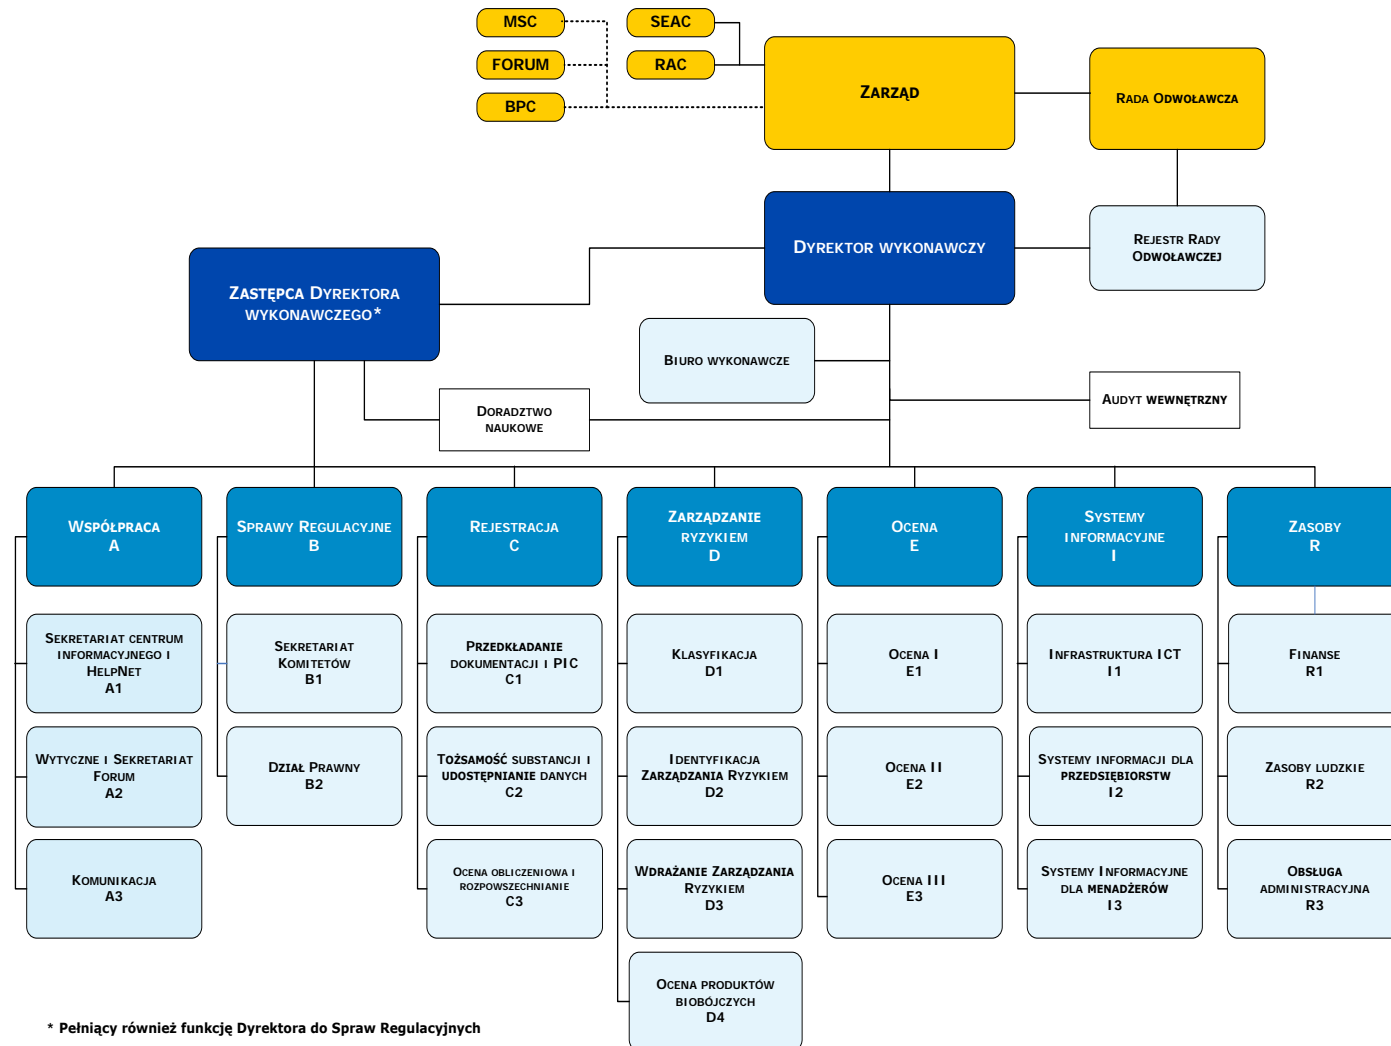 MSC
SEAC
FORUM
RAC
BPC
Zarząd
Rada Odwoławcza
Dyrektor wykonawczy
Rejestr Rady
Odwoławczej
Zastępca Dyrektora
wykonawczego*
Biuro wykonawcze
Doradztwo
naukowe
Audyt wewnętrzny
Współpraca
A
Sprawy Regulacyjne
B
Rejestracja
C
Zarządzanie
ryzykiem
D
Ocena
E
Systemy
informacyjne
I
Zasoby
R
Sekretariat centrum
informacyjnego i
HelpNet
A1
Sekretariat
Komitetów
B1
Przedkładanie
dokumentacji i PIC
C1
Klasyfikacja
D1
Ocena I
E1
Infrastruktura ICT
I1
Finanse
R1
Wytyczne i Sekretariat
Forum
A2
Dział Prawny
B2
Tożsamość substancji i
udostępnianie danych
C2
Identyfikacja
Zarządzania Ryzykiem
D2
Ocena II
E2
Systemy informacji dla
przedsiębiorstw
I2
Zasoby ludzkie
R2
Komunikacja
A3
Ocena obliczeniowa i
rozpowszechnianie
C3
Wdrażanie Zarządzania
Ryzykiem
D3
Ocena III
E3
Systemy Informacyjne
dla menadżerów
I3
Obsługa
administracyjna
R3
Ocena produktów
biobójczych
D4
* Pełniący również funkcję Dyrektora do Spraw Regulacyjnych